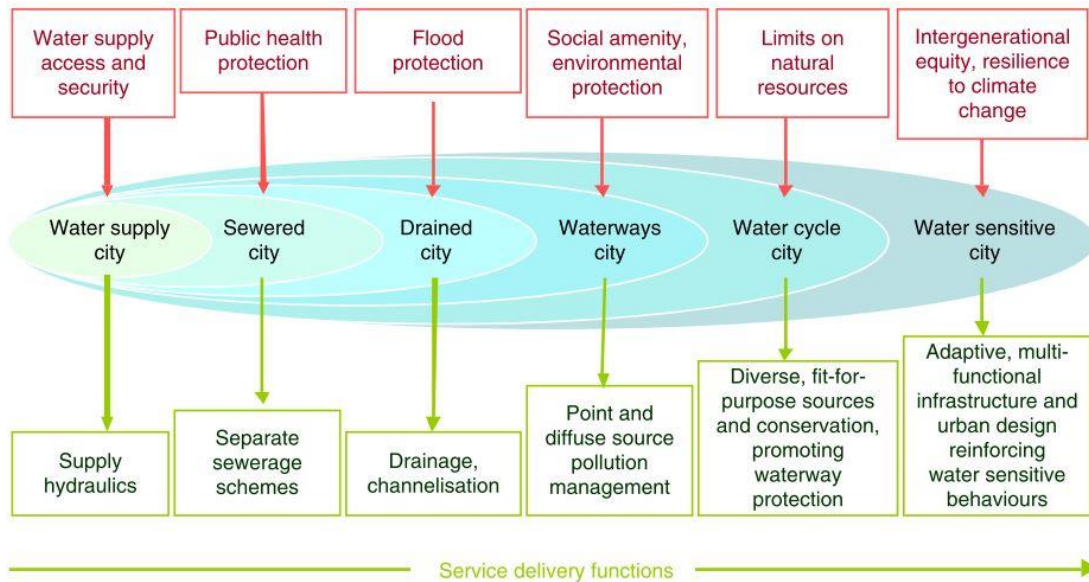 Water supply
access and
security
Public health
protection
Flood
protection
Social amenity,
environmental
protection
Limits on
natural
resources
Intergenerational
equity, resilience
to climate
change
Water supply
city
Sewered
city
Drained
city
Waterways
city
Water cycle
city
Water sensitive
city
Supply
hydraulics
Separate
sewerage
schemes
Drainage,
channelisation
Point and
diffuse source
pollution
management
Diverse, fit-for-
purpose sources
and conservation,
promoting
waterway
protection
Adaptive, multi-
functional
infrastructure and
urban design
reinforcing
water sensitive
behaviours
Service delivery functions